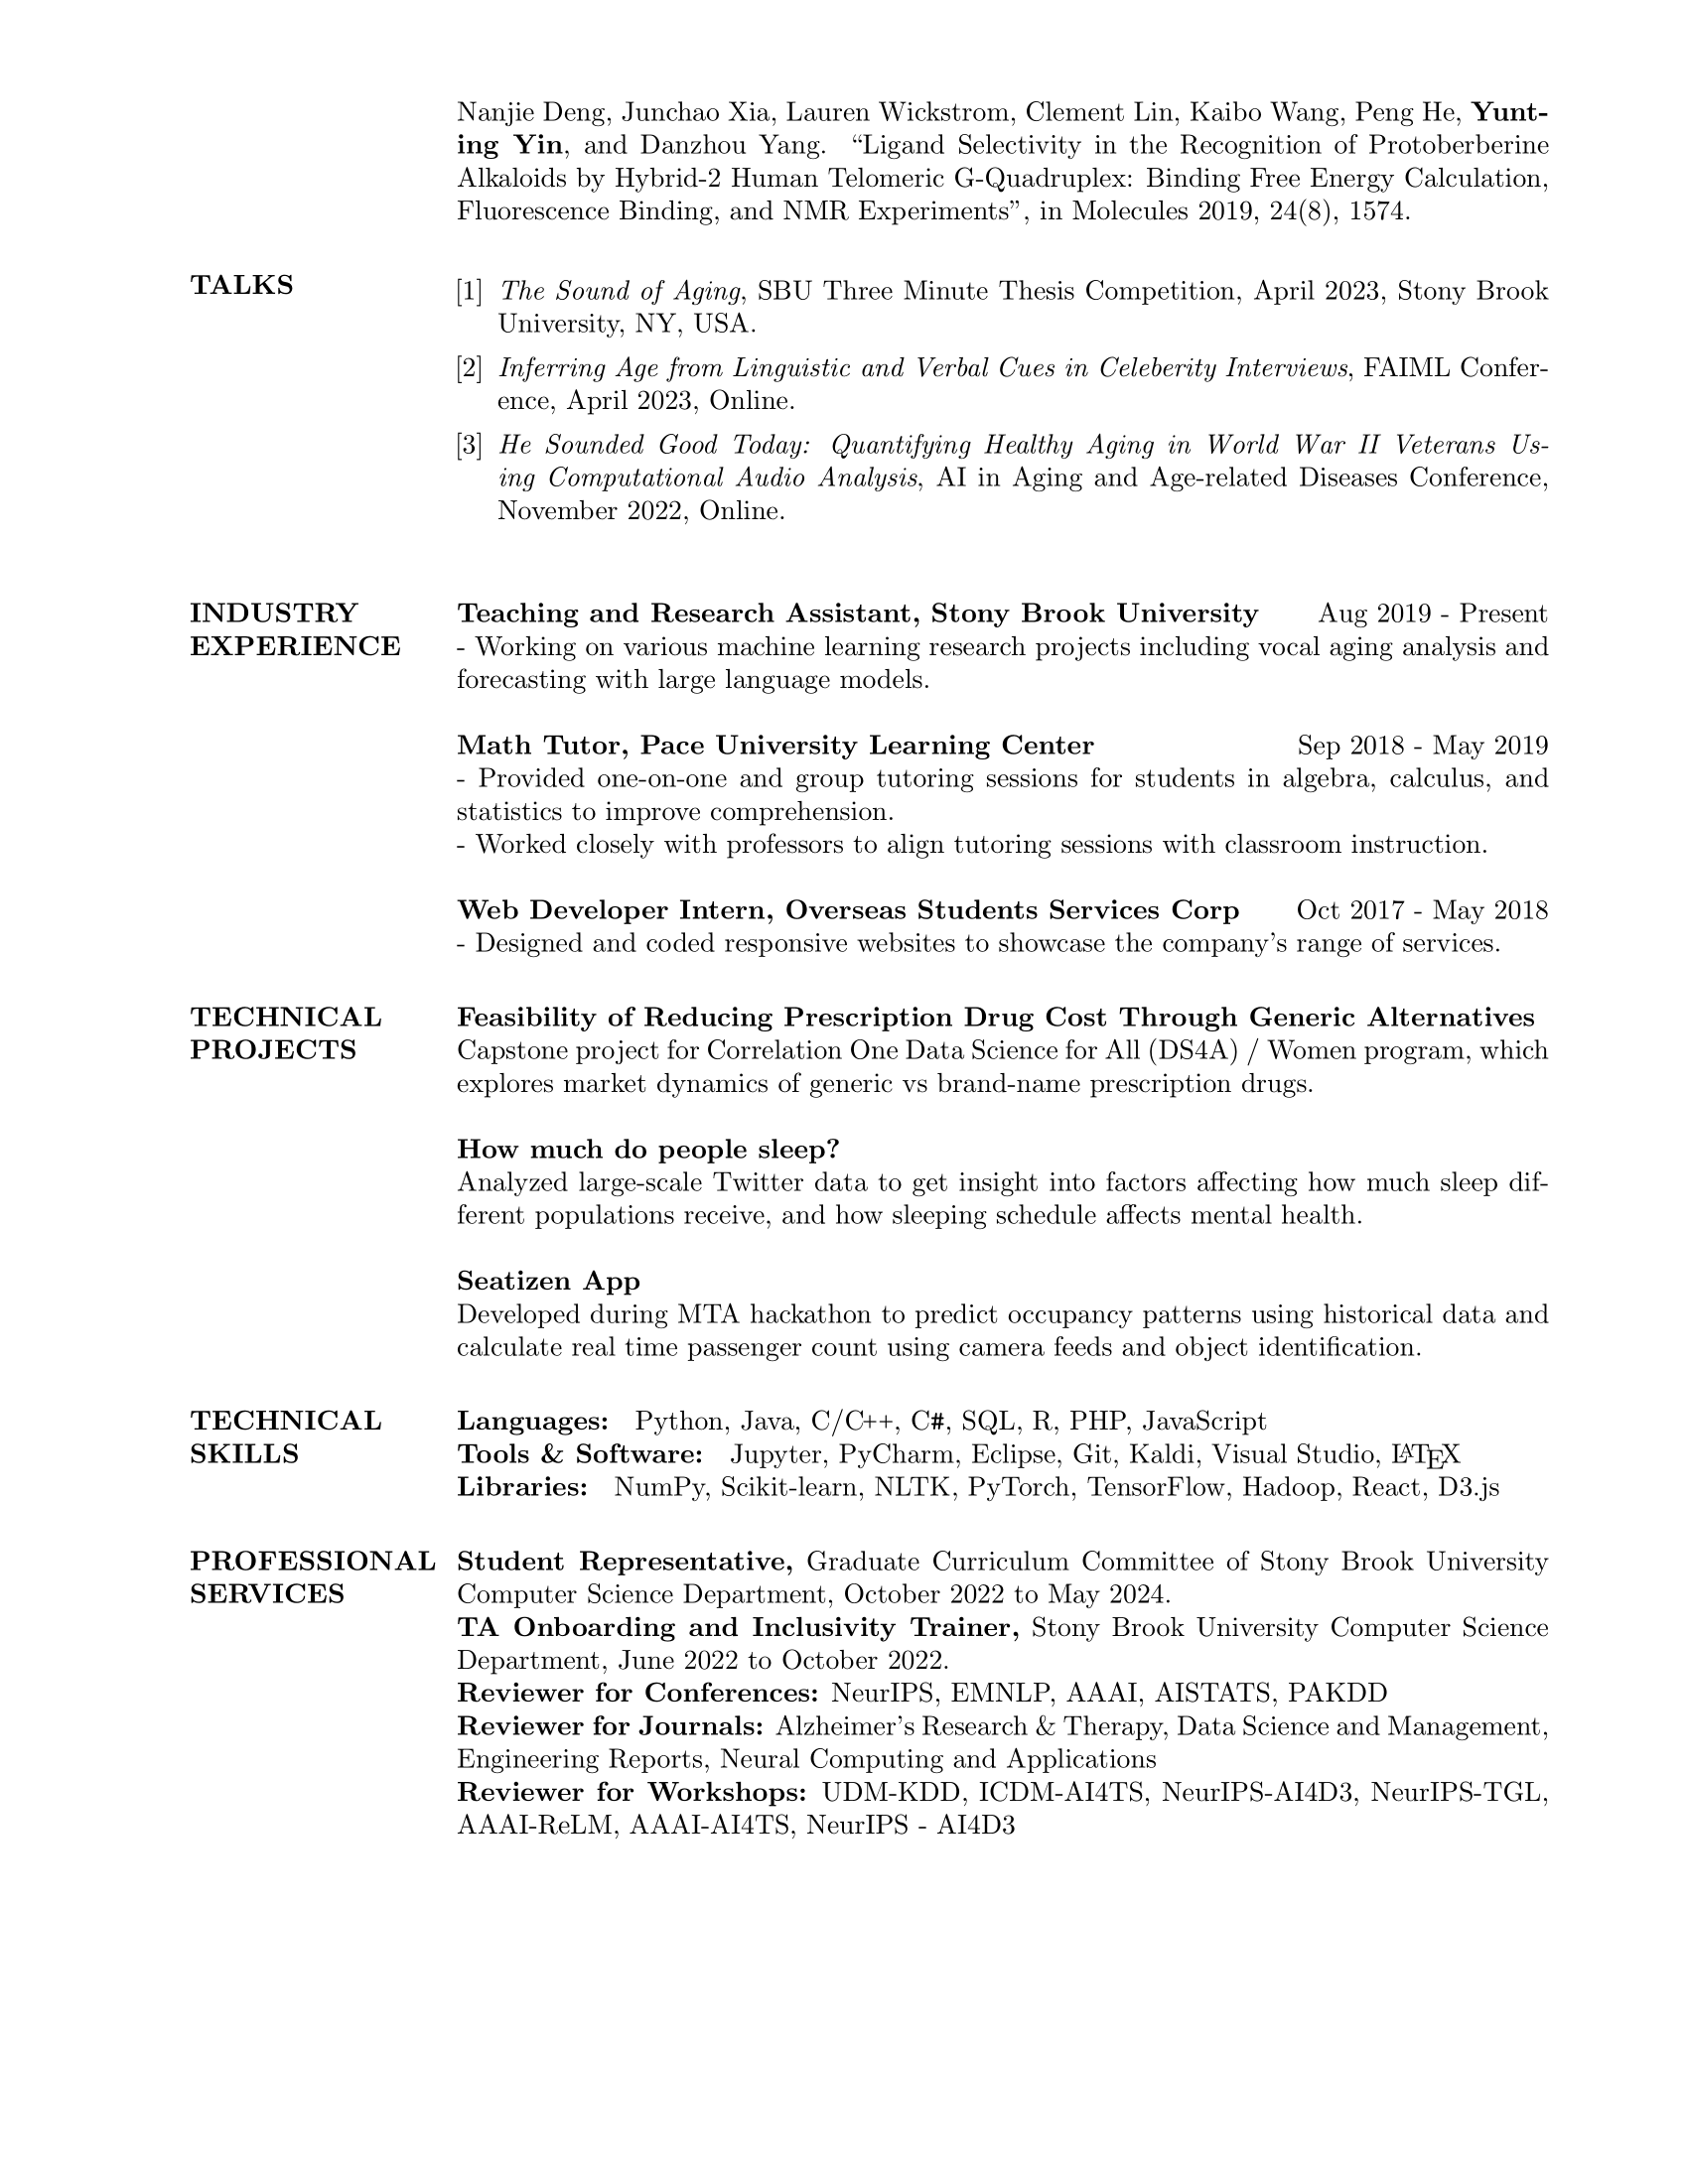 Nanjie Deng, Junchao Xia, Lauren Wickstrom, Clement Lin, Kaibo Wang, Peng He, Yunt-
ing Yin, and Danzhou Yang. “Ligand Selectivity in the Recognition of Protoberberine
Alkaloids by Hybrid-2 Human Telomeric G-Quadruplex: Binding Free Energy Calculation,
Fluorescence Binding, and NMR Experiments”, in Molecules 2019, 24(8), 1574.
TALKS
[1] The Sound of Aging, SBU Three Minute Thesis Competition, April 2023, Stony Brook
University, NY, USA.
[2] Inferring Age from Linguistic and Verbal Cues in Celeberity Interviews, FAIML Confer-
ence, April 2023, Online.
[3] He Sounded Good Today: Quantifying Healthy Aging in World War II Veterans Us-
ing Computational Audio Analysis, AI in Aging and Age-related Diseases Conference,
November 2022, Online.
INDUSTRY
EXPERIENCE
Teaching and Research Assistant, Stony Brook University Aug 2019 - Present
- Working on various machine learning research projects including vocal aging analysis and
forecasting with large language models.
Math Tutor, Pace University Learning Center Sep 2018 - May 2019
- Provided one-on-one and group tutoring sessions for students in algebra, calculus, and
statistics to improve comprehension.
- Worked closely with professors to align tutoring sessions with classroom instruction.
Web Developer Intern, Overseas Students Services Corp Oct 2017 - May 2018
- Designed and coded responsive websites to showcase the company’s range of services.
TECHNICAL
PROJECTS
Feasibility of Reducing Prescription Drug Cost Through Generic Alternatives
Capstone project for Correlation One Data Science for All (DS4A) / Women program, which
explores market dynamics of generic vs brand-name prescription drugs.
How much do people sleep?
Analyzed large-scale Twitter data to get insight into factors affecting how much sleep dif-
ferent populations receive, and how sleeping schedule affects mental health.
Seatizen App
Developed during MTA hackathon to predict occupancy patterns using historical data and
calculate real time passenger count using camera feeds and object identification.
TECHNICAL
SKILLS
Languages: Python, Java, C/C++, C#, SQL, R, PHP, JavaScript
Tools & Software: Jupyter, PyCharm, Eclipse, Git, Kaldi, Visual Studio, LATEX
Libraries: NumPy, Scikit-learn, NLTK, PyTorch, TensorFlow, Hadoop, React, D3.js
PROFESSIONAL
SERVICES
Student Representative, Graduate Curriculum Committee of Stony Brook University
Computer Science Department, October 2022 to May 2024.
TA Onboarding and Inclusivity Trainer, Stony Brook University Computer Science
Department, June 2022 to October 2022.
Reviewer for Conferences: NeurIPS, EMNLP, AAAI, AISTATS, PAKDD
Reviewer for Journals: Alzheimer’s Research & Therapy, Data Science and Management,
Engineering Reports, Neural Computing and Applications
Reviewer for Workshops: UDM-KDD, ICDM-AI4TS, NeurIPS-AI4D3, NeurIPS-TGL,
AAAI-ReLM, AAAI-AI4TS, NeurIPS - AI4D3